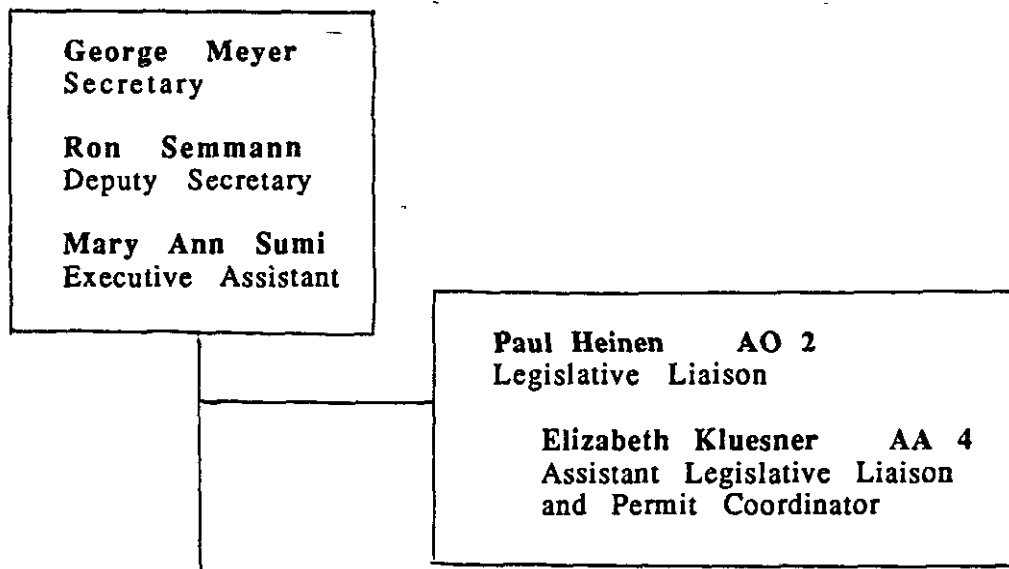 George Meyer
Secretary
Ron Semmann
Deputy Secretary
Mary Ann Sumi
Executive Assistant
Paul Heinen AO 2
Legislative Liaison
Elizabeth Kluesner AA 4
Assistant Legislative Liaison
and Permit Coordinator